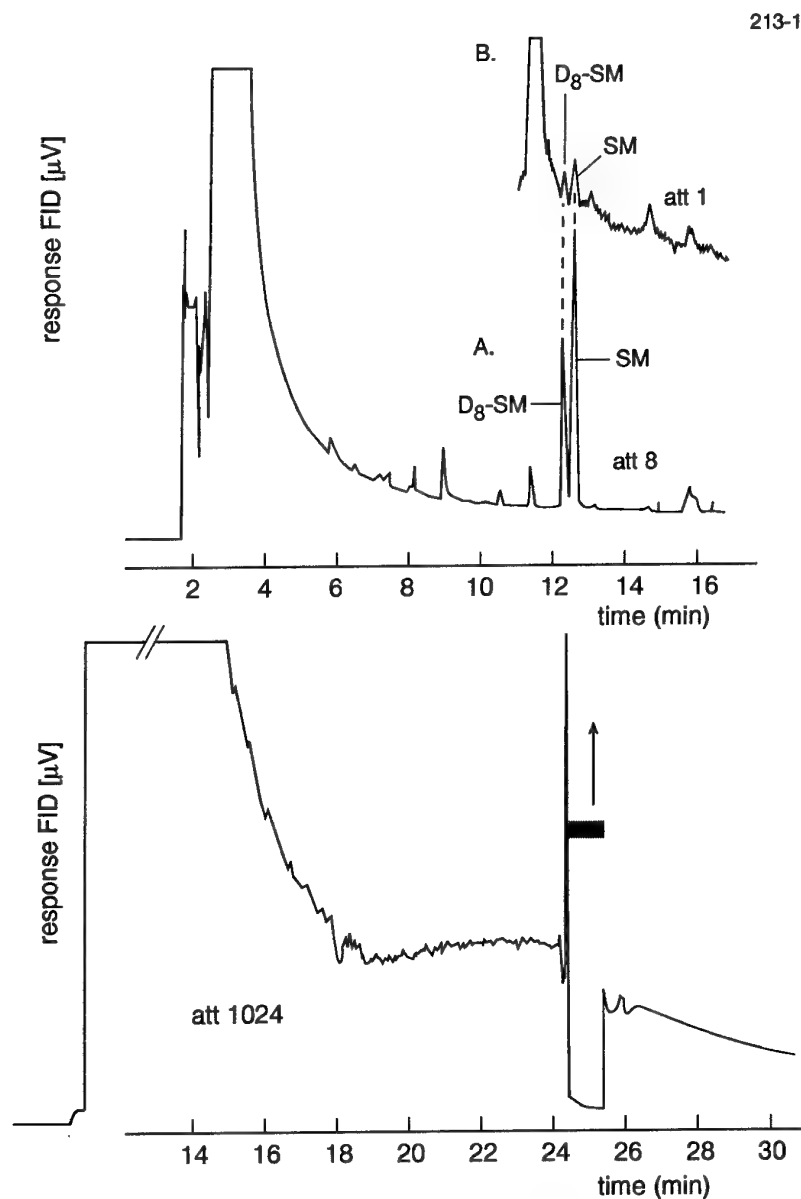 213-1
B.
D8-SM
SM
att 1
response FID [µV]
A.
SM
D8-SM
att 8
2 4 6 8 10 12 14 16
time (min)
response FID [µV]
att 1024
14 16 18 20 22 24 26 28 30
time (min)